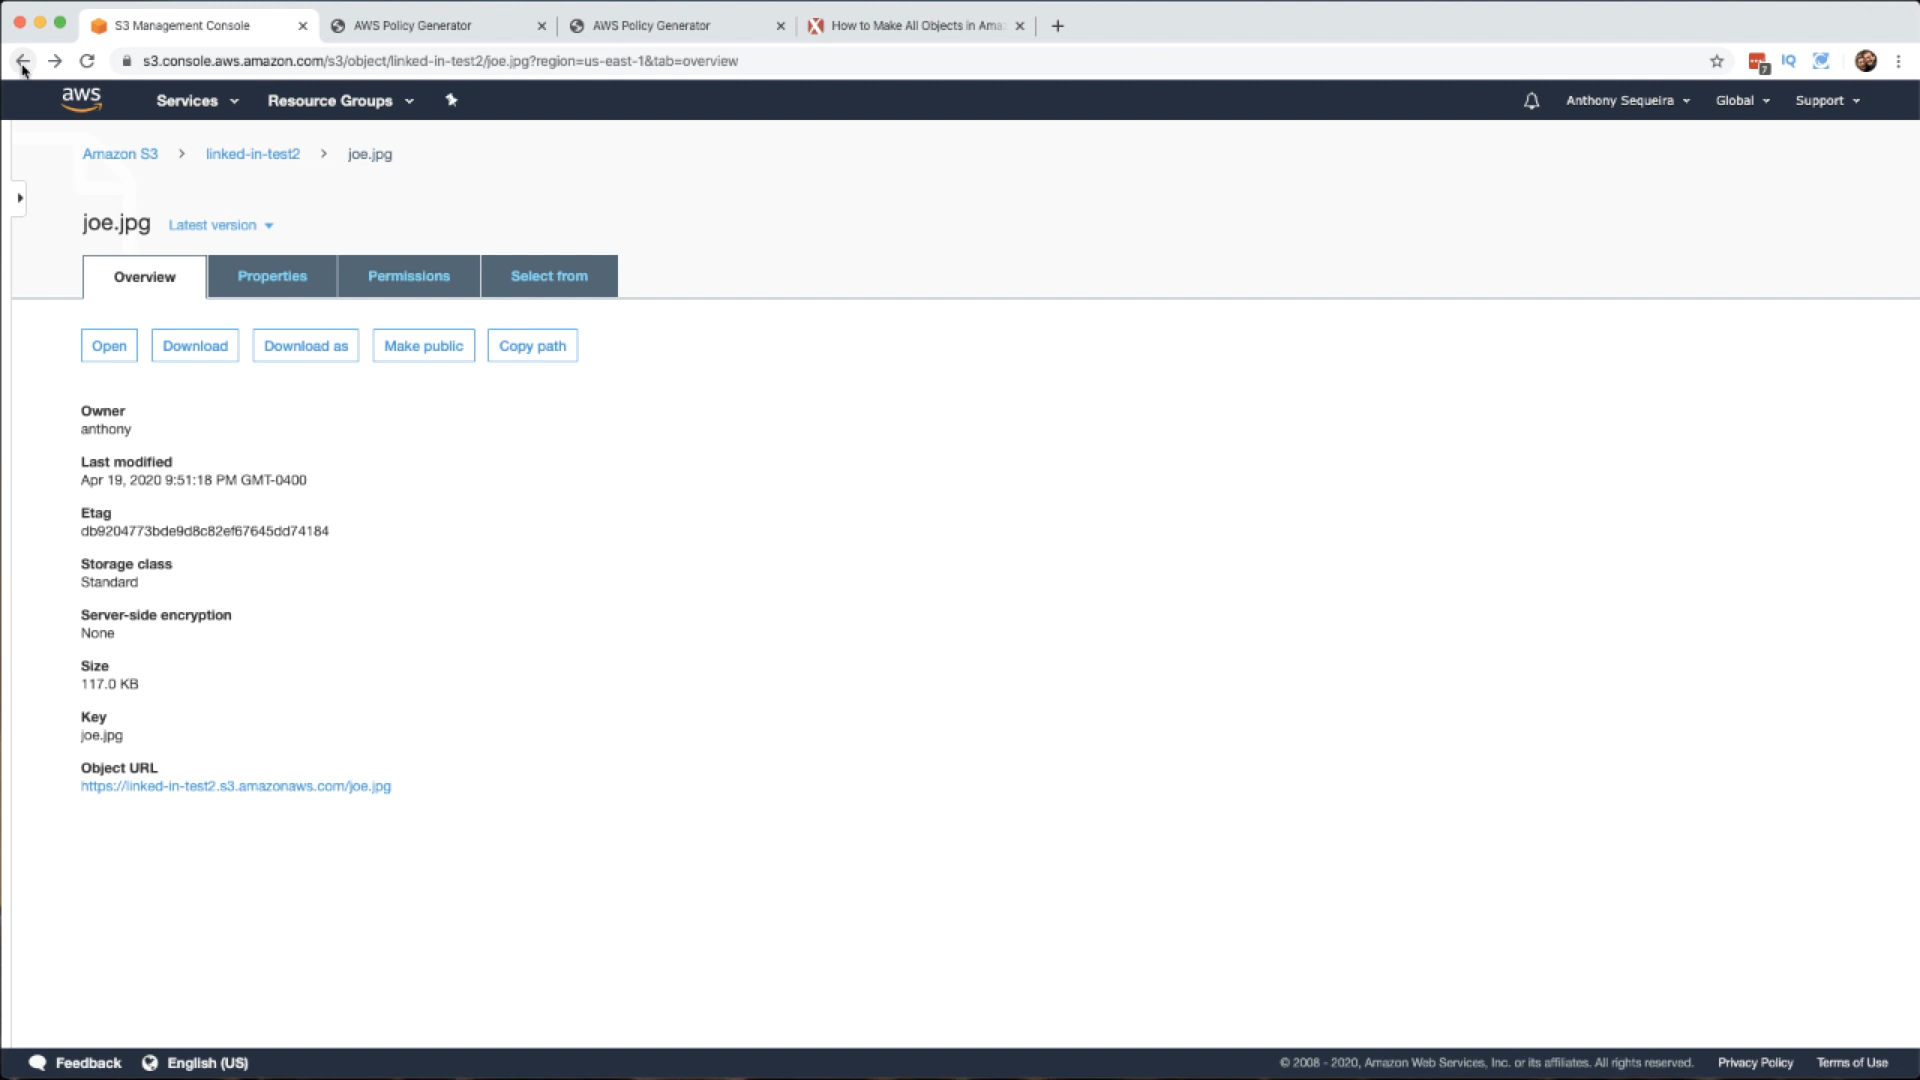 S3 Management Console
AWS Policy Generator
AWS Policy Generator
How to Make All Objects in Ama
s3.console.aws.amazon.com/s3/object/linked-in-test2/joe.jpg?region=us-east-1&tab=overview
7
IQ
aws
Services
Resource Groups
Anthony Sequeira
Global
Support
Amazon S3 > linked-in-test2 > joe.jpg
joe.jpg Latest version
Overview
Properties
Permissions
Select from
Open
Download
Download as
Make public
Copy path
Owner
anthony
Last modified
Apr 19, 2020 9:51:18 PM GMT-0400
Etag
db9204773bde9d8c82ef67645dd74184
Storage class
Standard
Server-side encryption
None
Size
117.0 KB
Key
joe.jpg
Object URL
https://linked-in-test2.s3.amazonaws.com/joe.jpg
Feedback
English (US)
© 2008 - 2020, Amazon Web Services, Inc. or its affiliates. All rights reserved.
Privacy Policy
Terms of Use